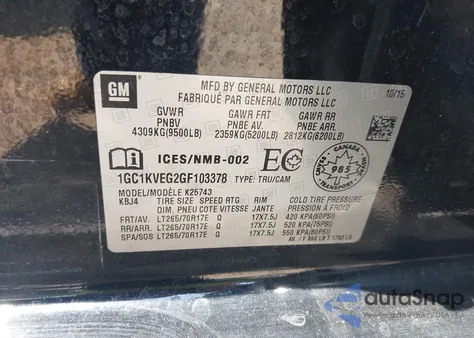 GM
MFD BY GENERAL MOTORS LLC
FABRIQUÉ PAR GENERAL MOTORS LLC
10/15
GVWR GAWR FRT GAWR RR
PNBV PNBE AV. PNBE ARR.
4309KG(9500LB) 2359KG(5200LB) 2812KG(6200LB)
ICES/NMB-002 EC
CANADA
985
1GC1KVEG2GF103378 TYPE: TRU/CAM
MODEL/MODELE K25743
KBJ4 TIRE SIZE SPEED RTG RIM COLD TIRE PRESSURE
DIM. PNEU COTE VITESSE JANTE PRESSION À FROID
FRT/AV. LT265/70R17E Q 17X7.5J 420 KPA(60PSI)
RR/ARR. LT265/70R17E Q 17X7.5J 520 KPA(75PSI)
SPA/SOS LT265/70R17E Q 17X7.5J 550 KPA(80PSI)
autoSnap